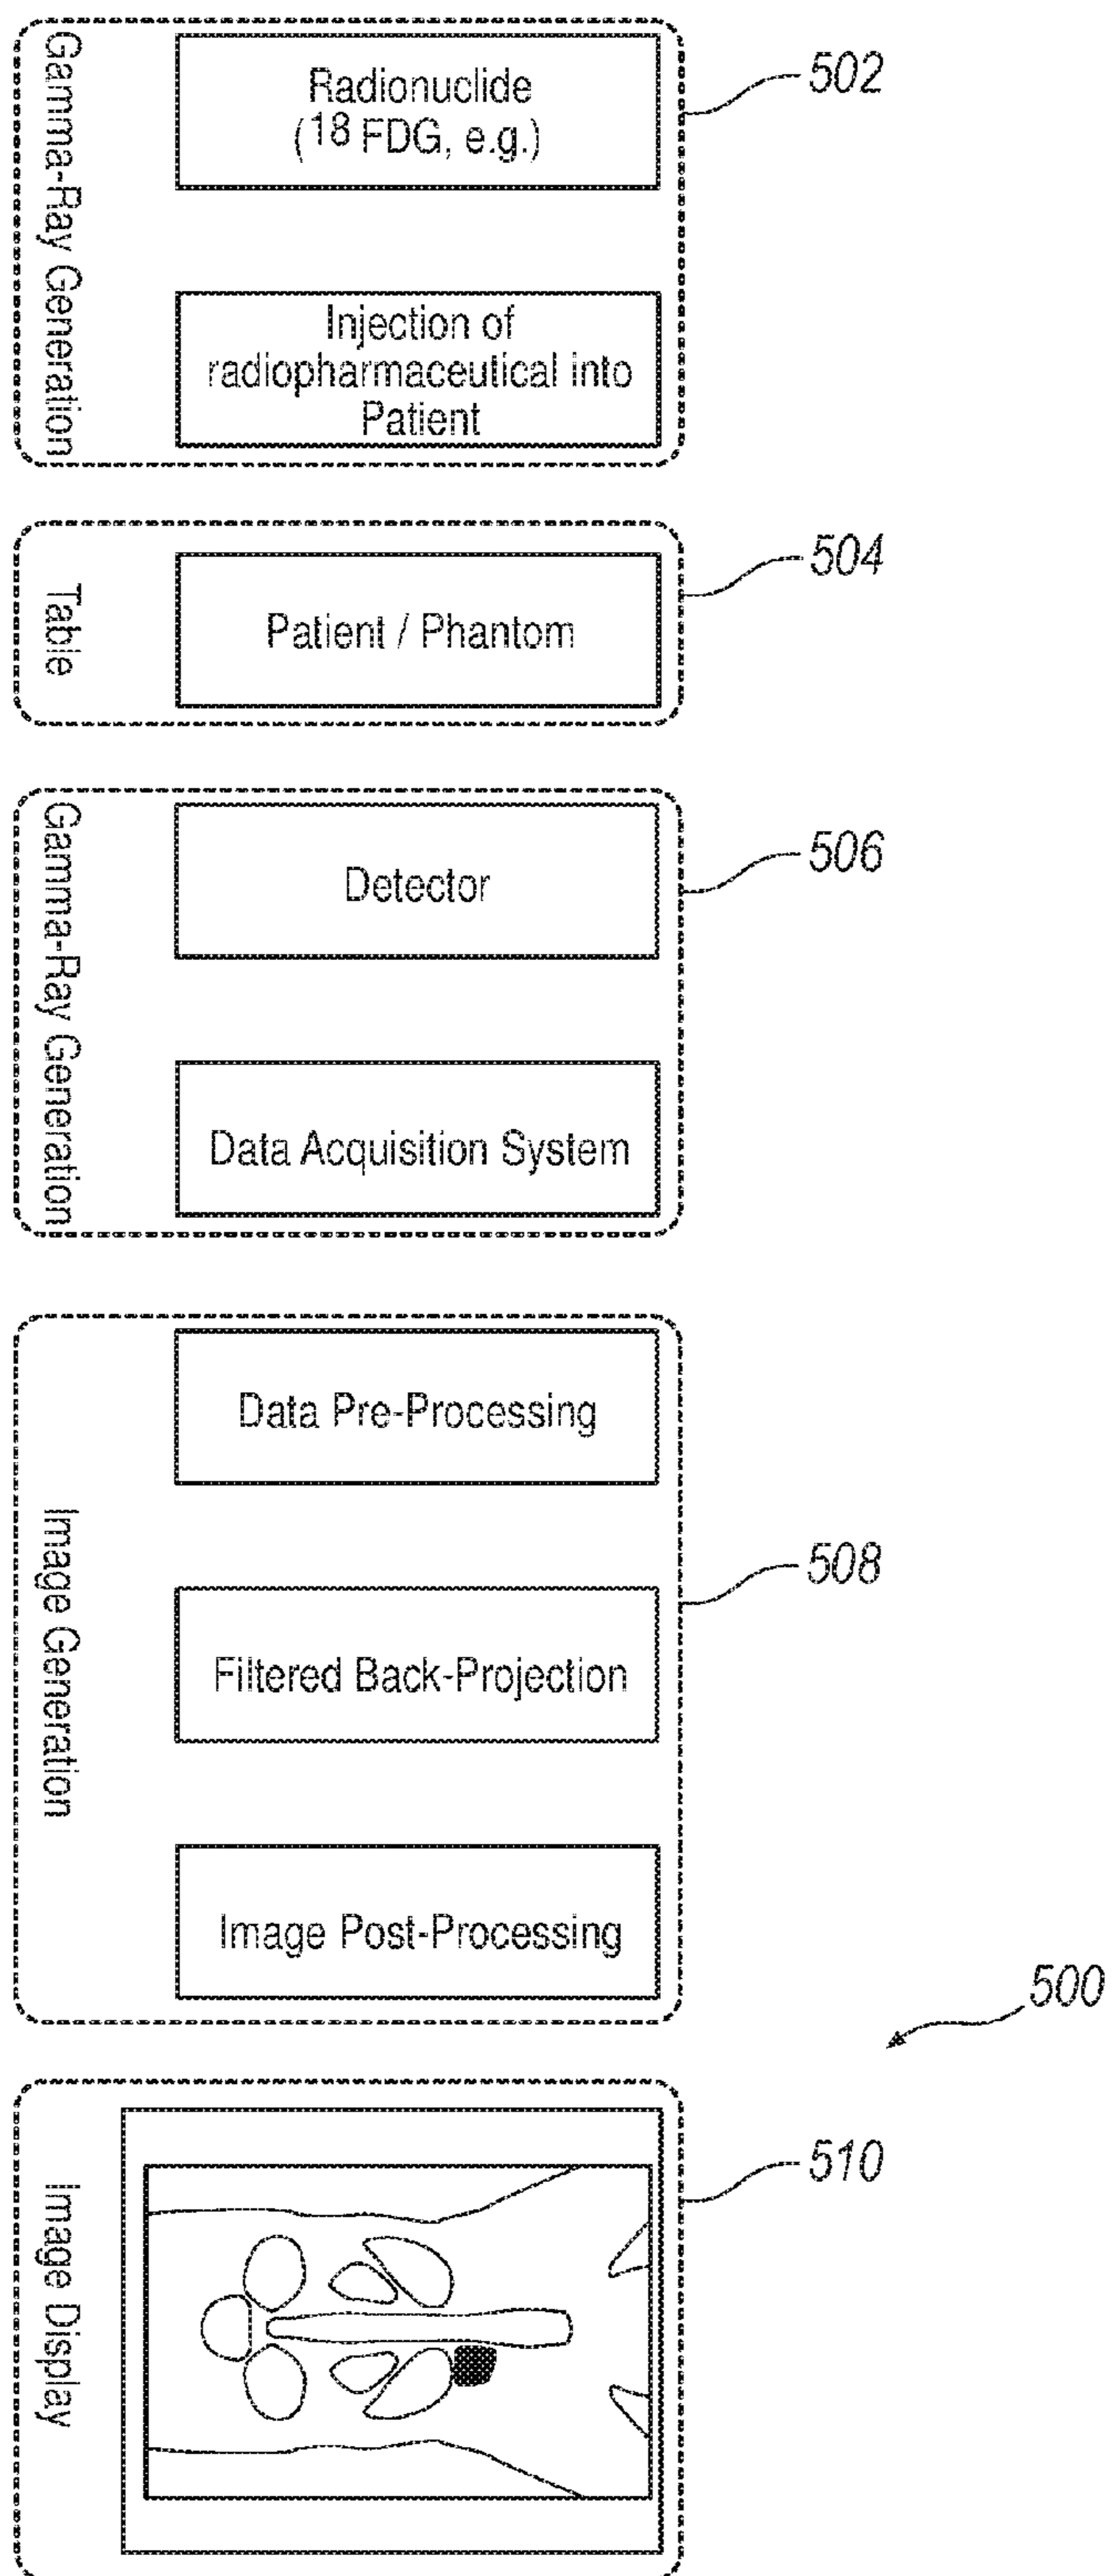 Gamma-Ray Generation
Radionuclide
(18 FDG, e.g.)
Injection of
radiopharmaceutical into
Patient
502
Table
Patient / Phantom
504
Gamma-Ray Generation
Detector
Data Acquisition System
506
Image Generation
Data Pre-Processing
Filtered Back-Projection
Image Post-Processing
508
500
Image Display
510